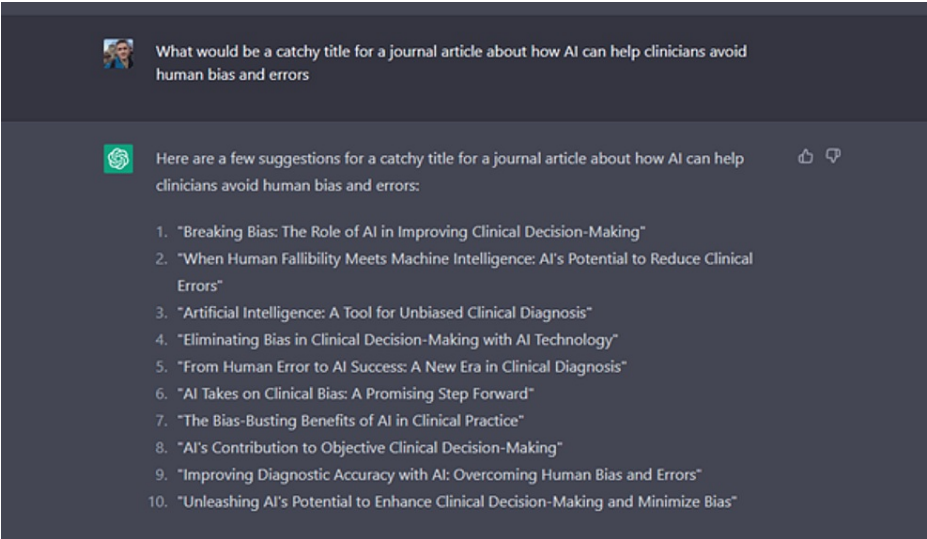 What would be a catchy title for a journal article about how AI can help clinicians avoid
human bias and errors
Here are a few suggestions for a catchy title for a journal article about how AI can help
clinicians avoid human bias and errors:
1. "Breaking Bias: The Role of AI in Improving Clinical Decision-Making"
2. "When Human Fallibility Meets Machine Intelligence: AI's Potential to Reduce Clinical
Errors"
3. "Artificial Intelligence: A Tool for Unbiased Clinical Diagnosis"
4. "Eliminating Bias in Clinical Decision-Making with AI Technology"
5. "From Human Error to AI Success: A New Era in Clinical Diagnosis"
6. "AI Takes on Clinical Bias: A Promising Step Forward"
7. "The Bias-Busting Benefits of AI in Clinical Practice"
8. "AI's Contribution to Objective Clinical Decision-Making"
9. "Improving Diagnostic Accuracy with AI: Overcoming Human Bias and Errors"
10. "Unleashing AI's Potential to Enhance Clinical Decision-Making and Minimize Bias"